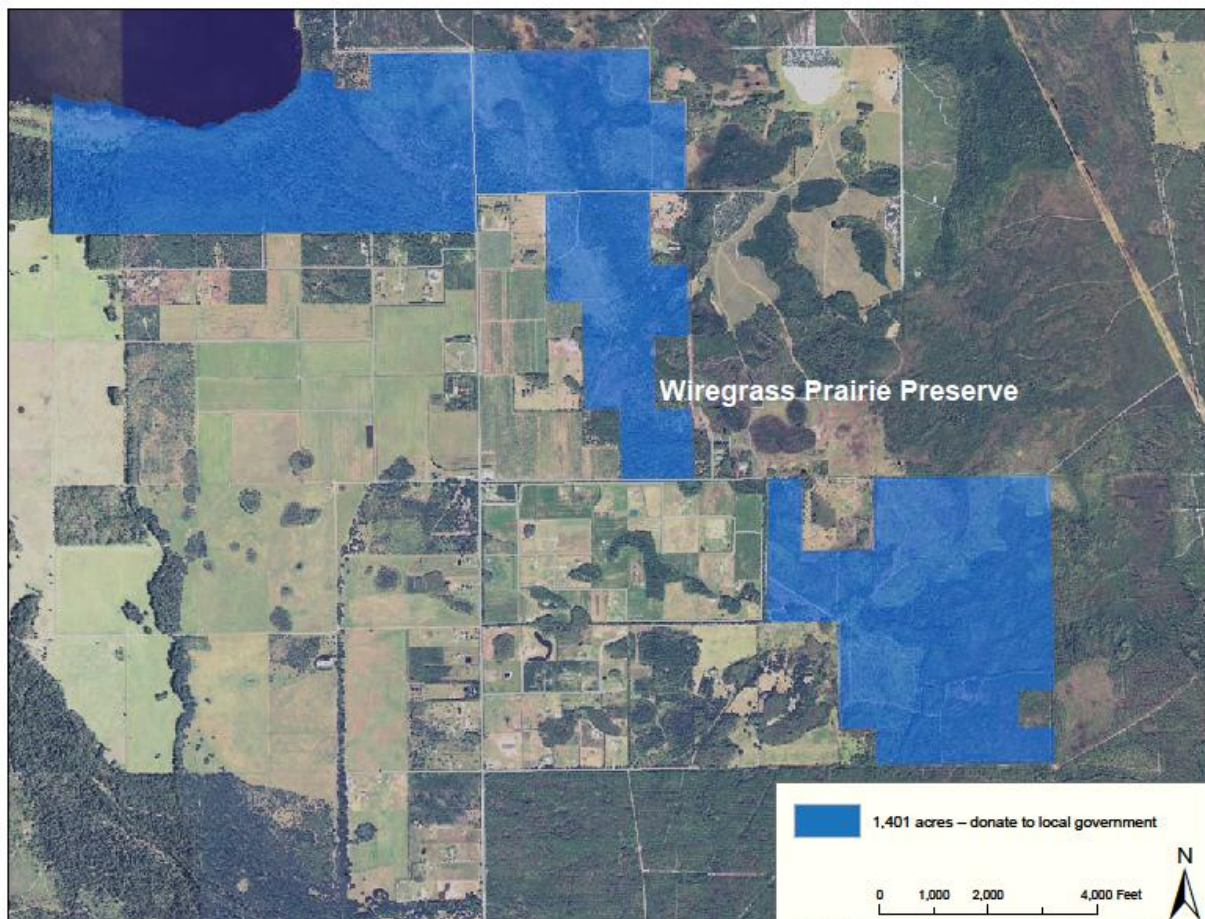 Wiregrass Prairie Preserve
1,401 acres – donate to local government
N
0 1,000 2,000 4,000 Feet